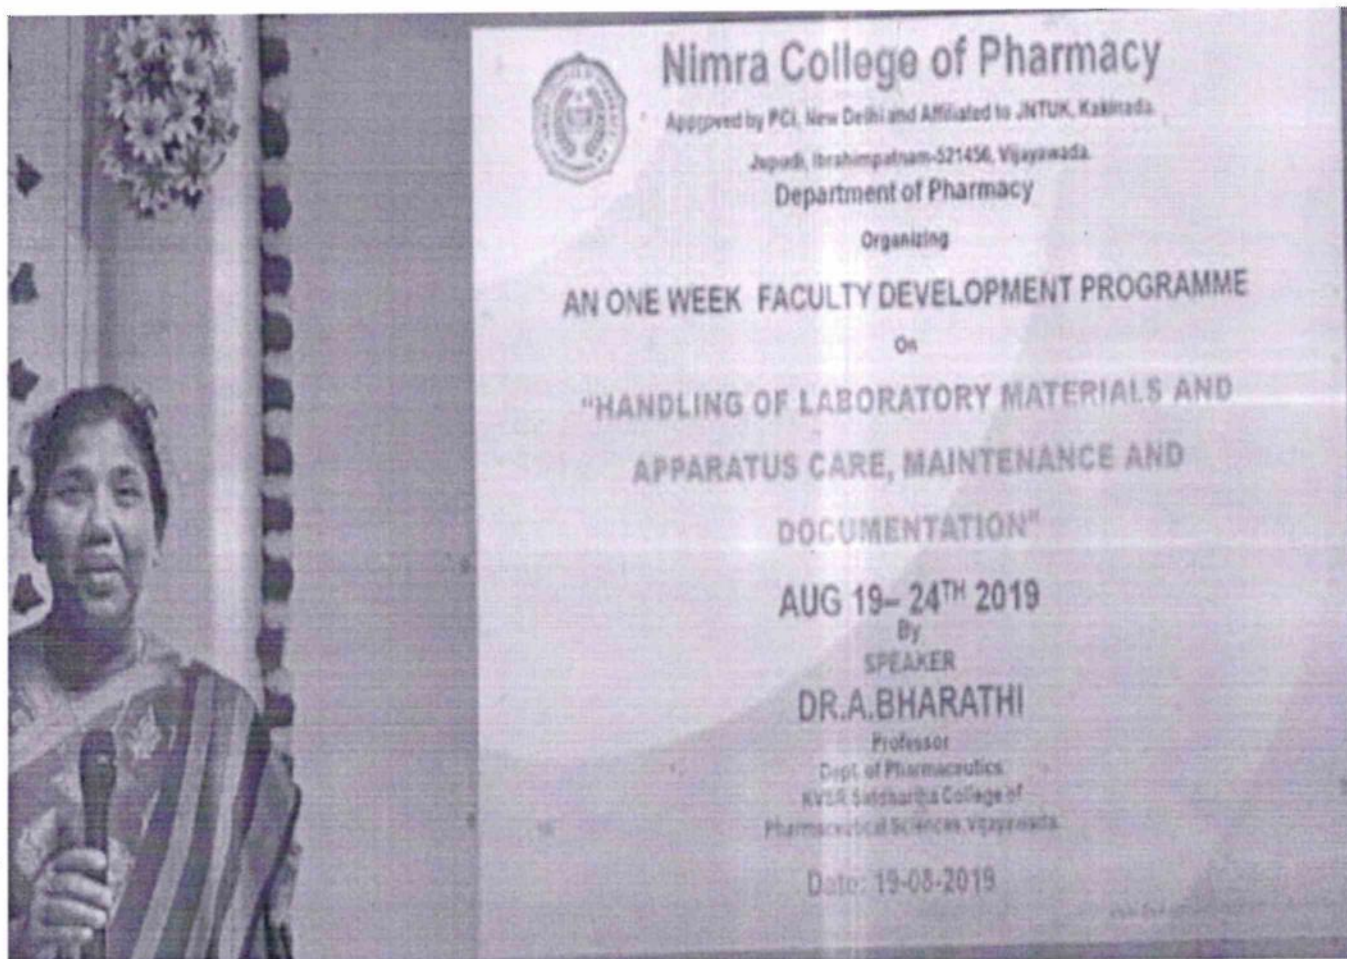 Nimra College of Pharmacy
Approved by PCI, New Delhi and Affiliated to JNTUK, Kakinada.
Jupudi, Ibrahimpatnam-521456, Vijayawada.
Department of Pharmacy
Organizing
AN ONE WEEK FACULTY DEVELOPMENT PROGRAMME
On
"HANDLING OF LABORATORY MATERIALS AND
APPARATUS CARE, MAINTENANCE AND
DOCUMENTATION"
AUG 19– 24TH 2019
By
SPEAKER
DR.A.BHARATHI
Professor
Dept. of Pharmaceutics
KVSR Siddhartha College of
Pharmaceutical Sciences, Vijayawada.
Date: 19-08-2019